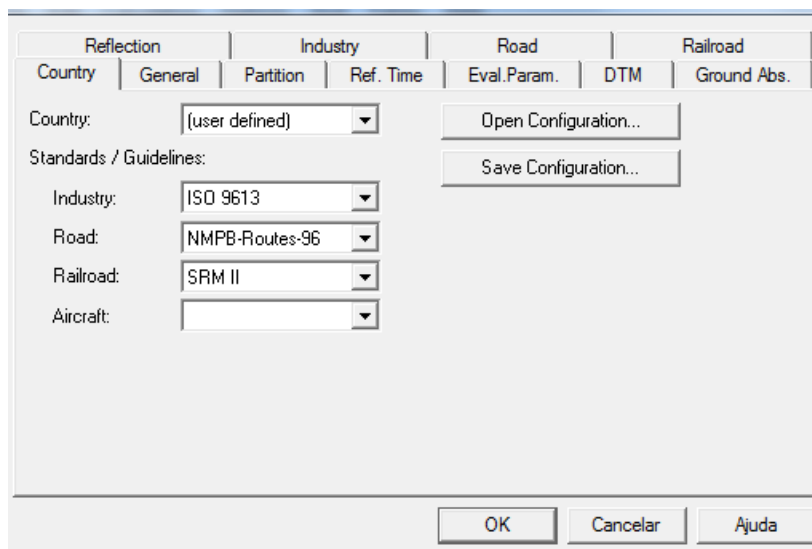 Reflection Industry Road Railroad
Country General Partition Ref. Time Eval.Param. DTM Ground Abs.
Country: (user defined) Open Configuration...
Standards / Guidelines: Save Configuration...
Industry: ISO 9613
Road: NMPB-Routes-96
Railroad: SRM II
Aircraft:
OK Cancelar Ajuda